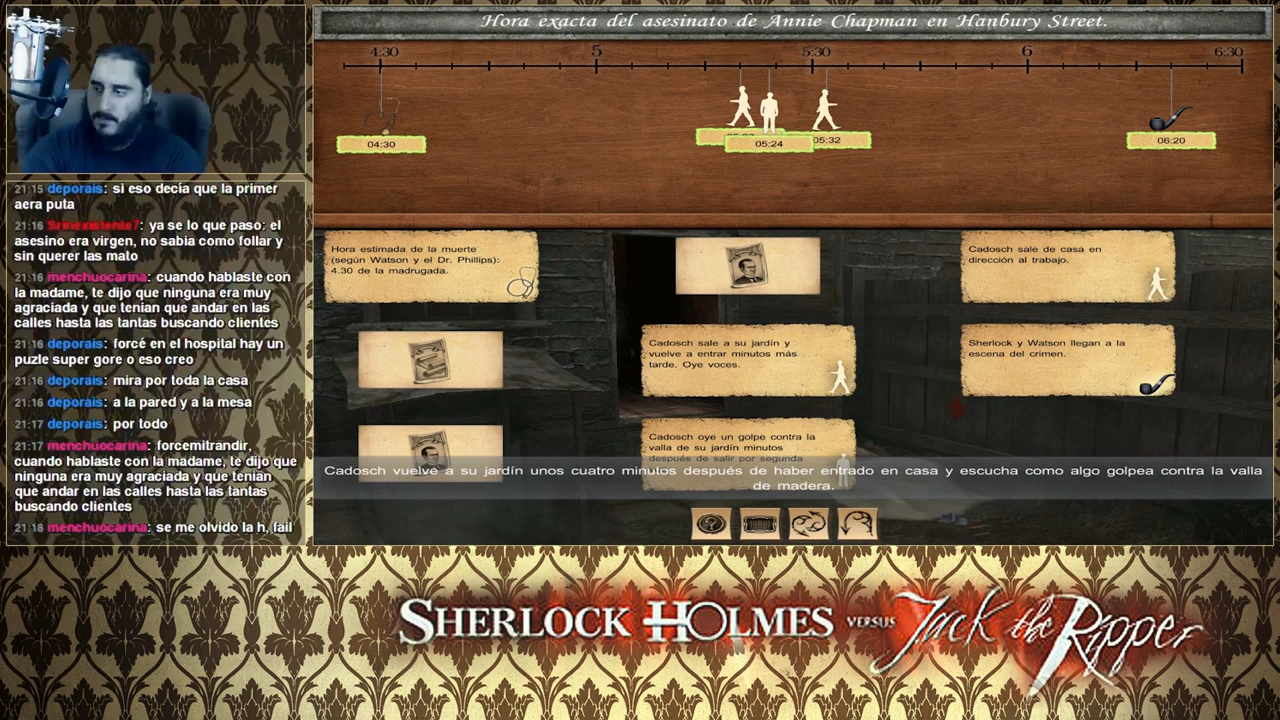 Hora exacta del asesinato de Annie Chapman en Hanbury Street.
4:30 5 5:30 6 6:30
04:30 05:24 05:32 06:20
21:15 deporais: si eso decía que la primer
aera puta
21:16 Srinexistente7: ya se lo que paso: el
asesino era virgen, no sabia como follar y
sin querer las mato
21:16 menchuocarina: cuando hablaste con
la madame, te dijo que ninguna era muy
agraciada y que tenian que andar en las
calles hasta las tantas buscando clientes
21:16 deporais: forcé en el hospital hay un
puzle super gore o eso creo
21:16 deporais: mira por toda la casa
21:16 deporais: a la pared y a la mesa
21:17 deporais: por todo
21:17 menchuocarina: forcemitrandir,
cuando hablaste con la madame, te dijo que
ninguna era muy agraciada y que tenian
que andar en las calles hasta las tantas
buscando clientes
21:18 menchuocarina: se me olvido la h, fail
Hora estimada de la muerte
(según Watson y el Dr. Phillips):
4.30 de la madrugada.
Cadosch sale a su jardín y
vuelve a entrar minutos más
tarde. Oye voces.
Cadosch oye un golpe contra la
valla de su jardín minutos
después de salir por segunda
Cadosch sale de casa en
dirección al trabajo.
Sherlock y Watson llegan a la
escena del crimen.
Cadosch vuelve a su jardín unos cuatro minutos después de haber entrado en casa y escucha como algo golpea contra la valla
de madera.
SHERLOCK HOLMES VERSUS Jack the Ripper